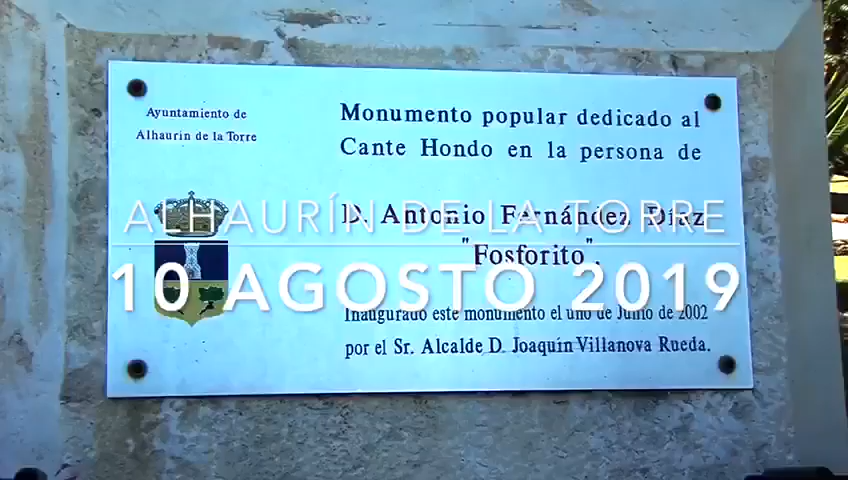 Ayuntamiento de
Alhaurín de la Torre
Monumento popular dedicado al
Cante Hondo en la persona de
D. Antonio Fernández Díaz
"Fosforito".
Inaugurado este monumento el uno de Junio de 2002
por el Sr. Alcalde D. Joaquín Villanova Rueda.
ALHAURÍN DE LA TORRE
10 AGOSTO 2019